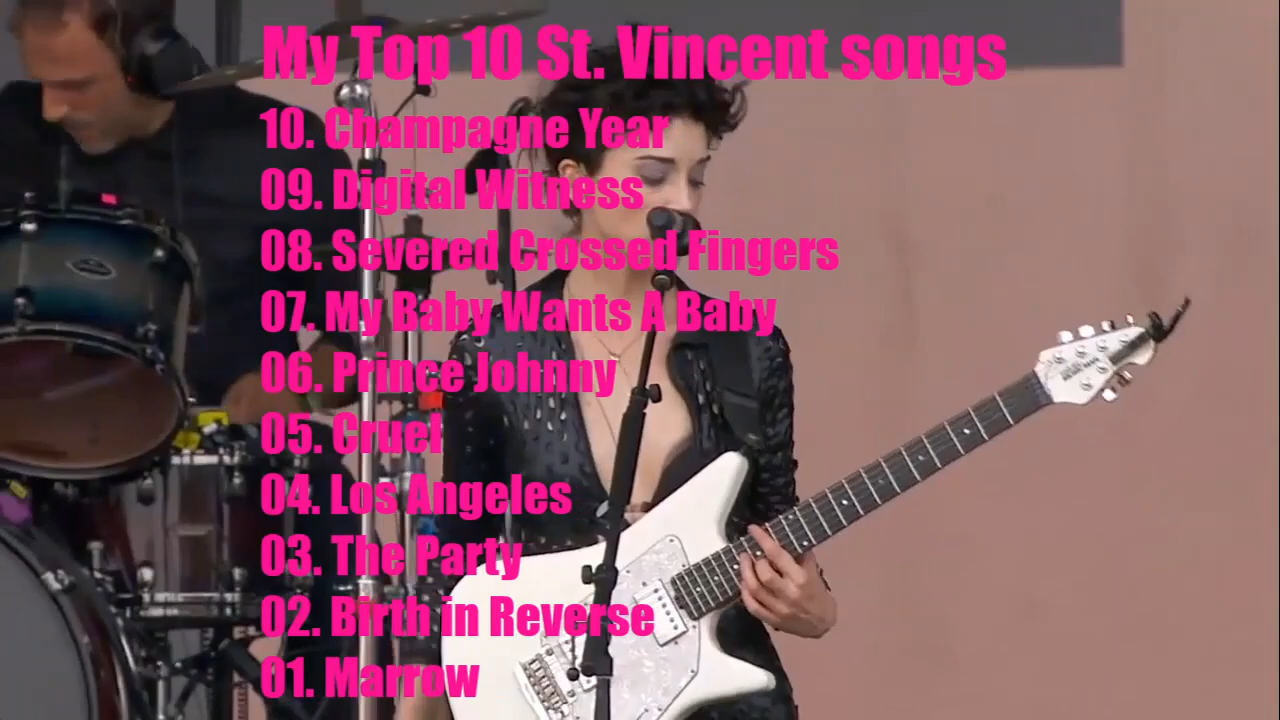 My Top 10 St. Vincent songs
10. Champagne Year
09. Digital Witness
08. Severed Crossed Fingers
07. My Baby Wants A Baby
06. Prince Johnny
05. Cruel
04. Los Angeles
03. The Party
02. Birth in Reverse
01. Marrow